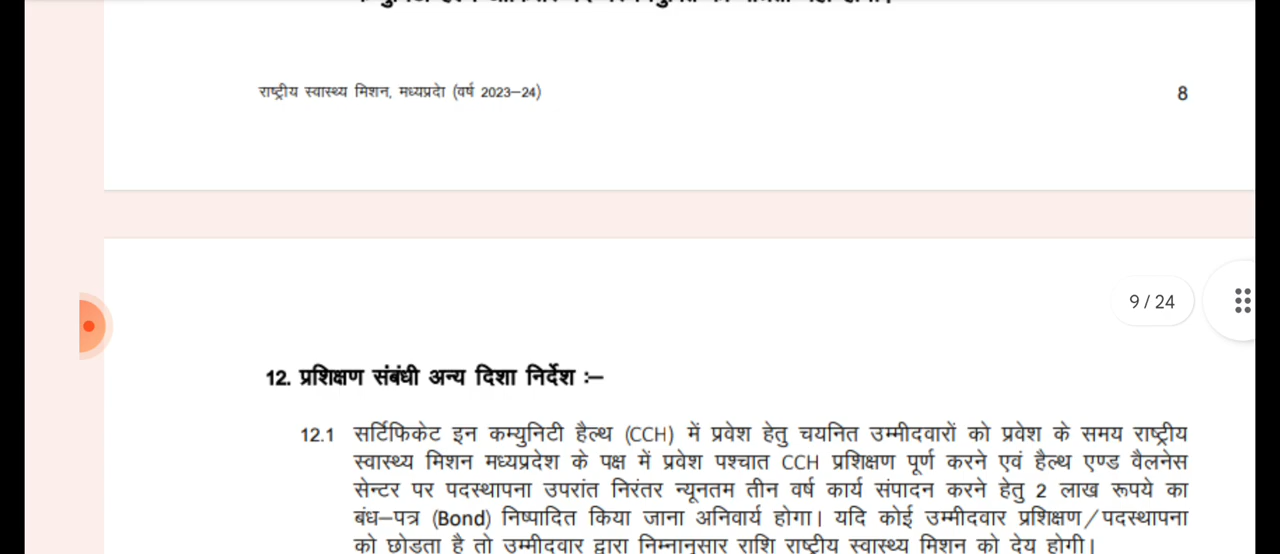 राष्ट्रीय स्वास्थ्य मिशन, मध्यप्रदेा (वर्ष 2023–24)
8
9 / 24
12. प्रशिक्षण संबंधी अन्य दिशा निर्देश :–
12.1 सर्टिफिकेट इन कम्युनिटी हैल्थ (CCH) में प्रवेश हेतु चयनित उम्मीदवारों को प्रवेश के समय राष्ट्रीय
स्वास्थ्य मिशन मध्यप्रदेश के पक्ष में प्रवेश पश्चात CCH प्रशिक्षण पूर्ण करने एवं हैल्थ एण्ड वैलनेस
सेन्टर पर पदस्थापना उपरांत निरंतर न्यूनतम तीन वर्ष कार्य संपादन करने हेतु 2 लाख रूपये का
बंध–पत्र (Bond) निष्पादित किया जाना अनिवार्य होगा। यदि कोई उम्मीदवार प्रशिक्षण/पदस्थापना
को छोडता है तो उम्मीदवार द्वारा निम्नानुसार राशि राष्ट्रीय स्वास्थ्य मिशन को देय होगी।